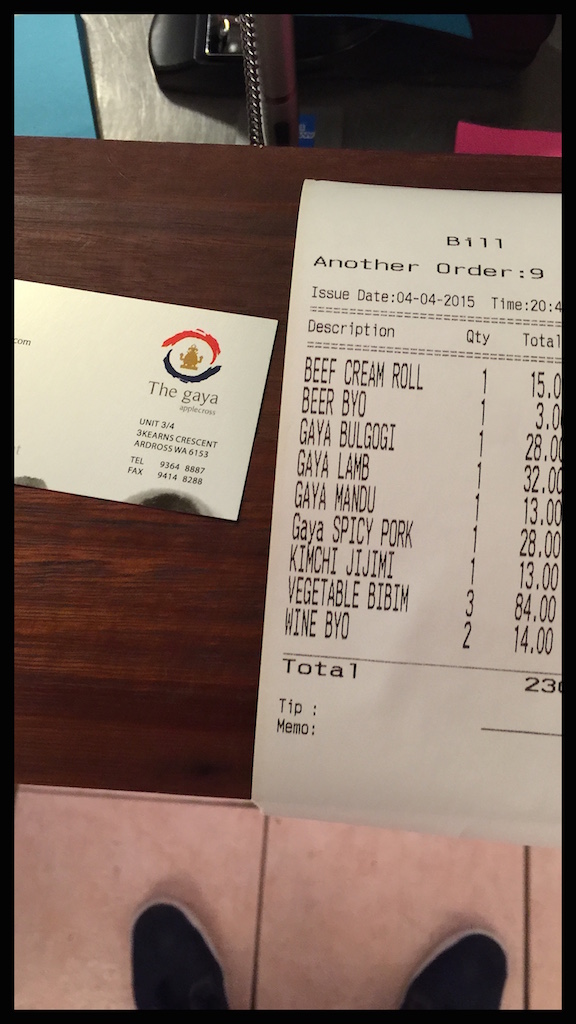 com
The gaya
applecross
UNIT 3/4
3KEARNS CRESCENT
ARDROSS WA 6153
TEL 9364 8887
FAX 9414 8288
Bill
Another Order:9
Issue Date:04-04-2015 Time:20:4
Description Qty Total
BEEF CREAM ROLL 1 15.0
BEER BYO 1 3.0
GAYA BULGOGI 1 28.0
GAYA LAMB 1 32.00
GAYA MANDU 1 13.00
Gaya SPICY PORK 1 28.00
KIMCHI JIJIMI 1 13.00
VEGETABLE BIBIM 3 84.00
WINE BYO 2 14.00
Total 230
Tip :
Memo: